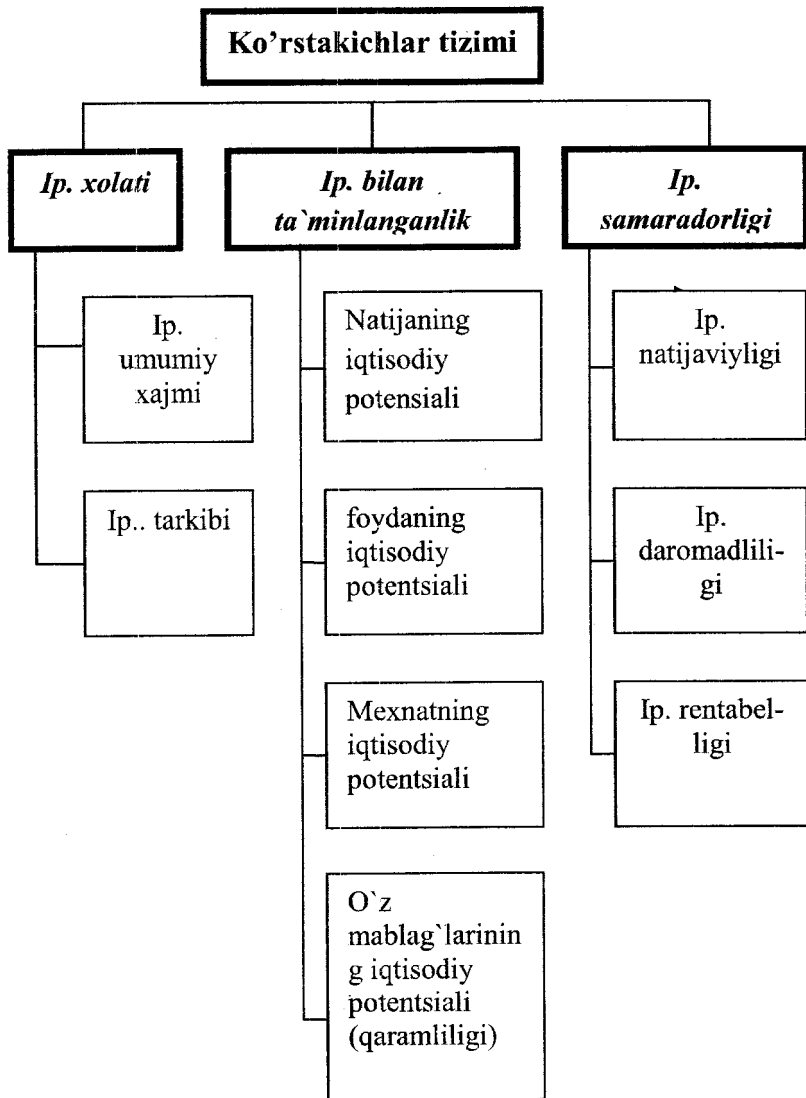 Ko’rstakichlar tizimi
Ip. xolati
Ip. bilan
ta`minlanganlik
Ip.
samaradorligi
Ip.
umumiy
xajmi
Ip.. tarkibi
Natijaning
iqtisodiy
potensiali
foydaning
iqtisodiy
potentsiali
Mexnatning
iqtisodiy
potentsiali
O`z
mablag`larinin
g iqtisodiy
potentsiali
(qaramliligi)
Ip.
natijaviyligi
Ip.
daromadlili-
gi
Ip. rentabel-
ligi